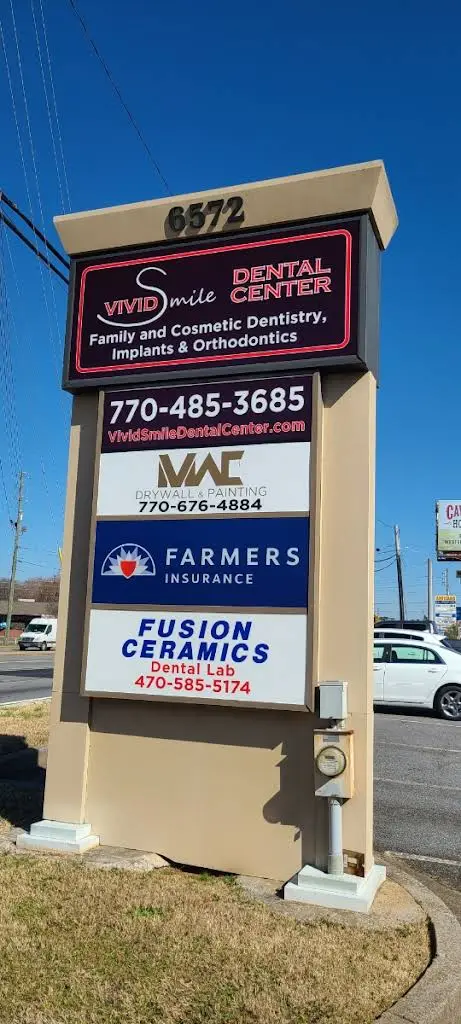 6572
VIVID Smile DENTAL CENTER
Family and Cosmetic Dentistry,
Implants & Orthodontics
770-485-3685
VividSmileDentalCenter.com
MAC
DRYWALL & PAINTING
770-676-4884
FARMERS
INSURANCE
FUSION
CERAMICS
Dental Lab
470-585-5174